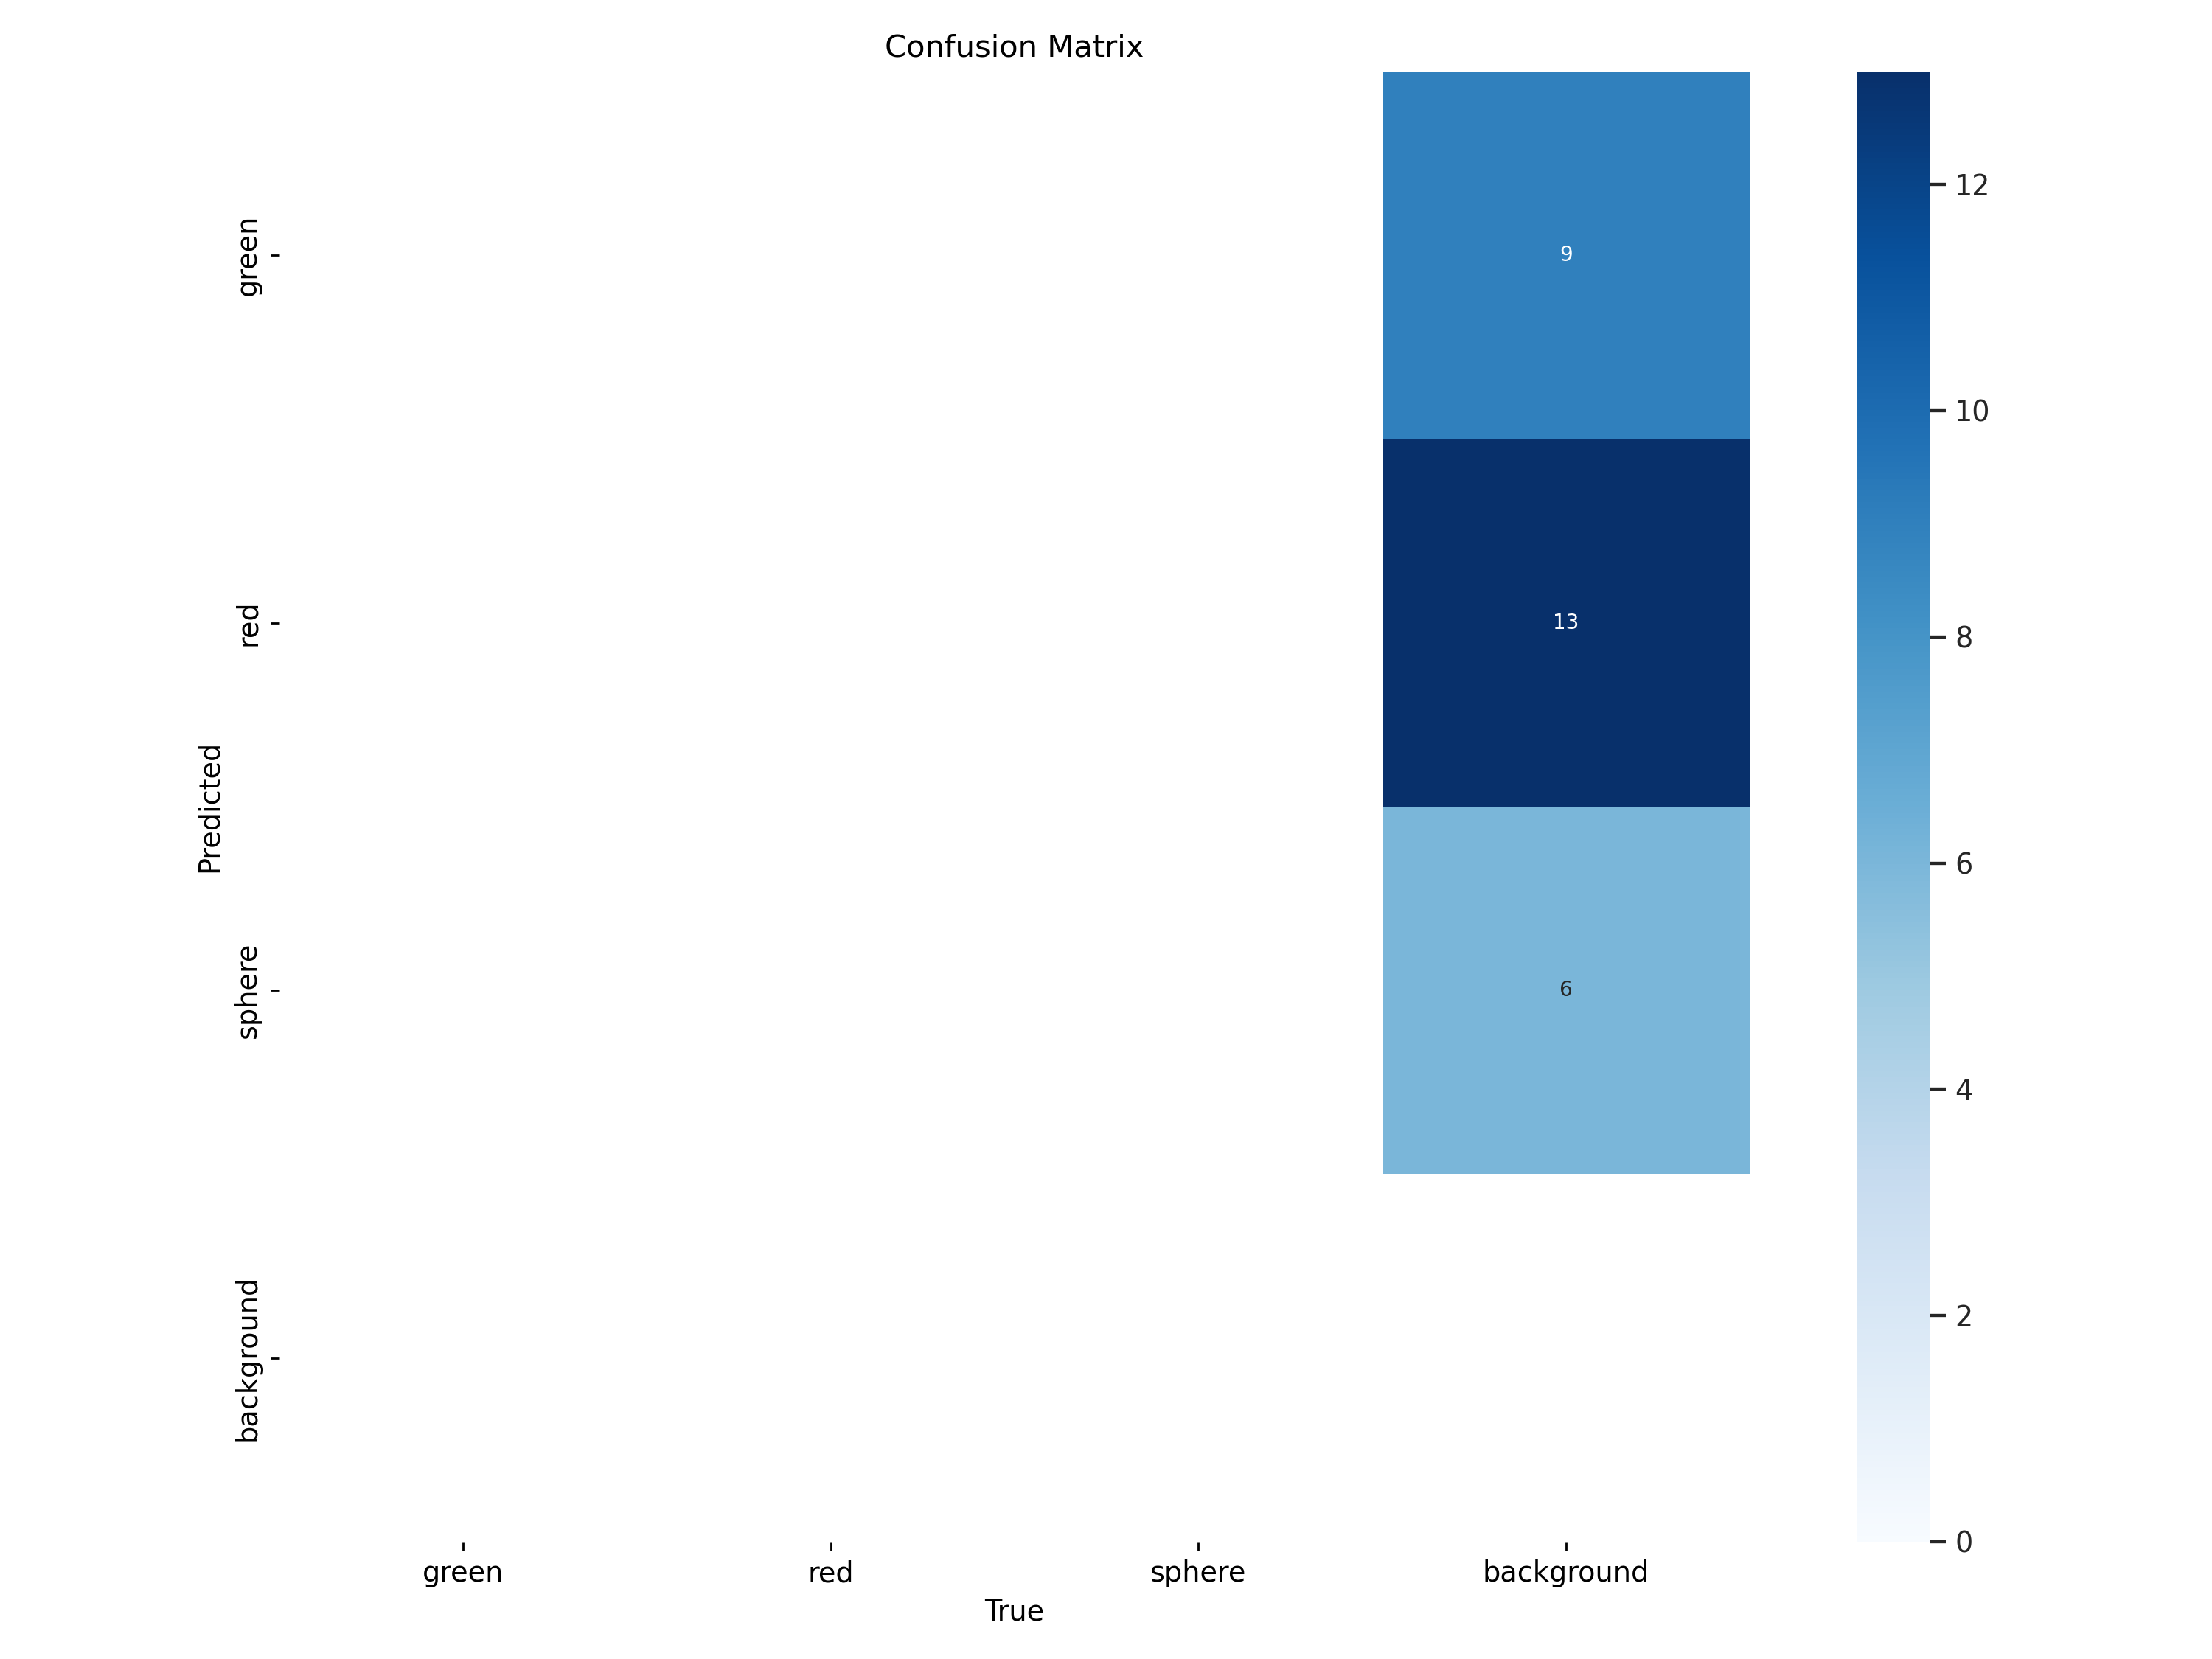 Confusion Matrix
green
red
sphere
background
Predicted
9
13
6
12
10
8
6
4
2
0
green red sphere background
True